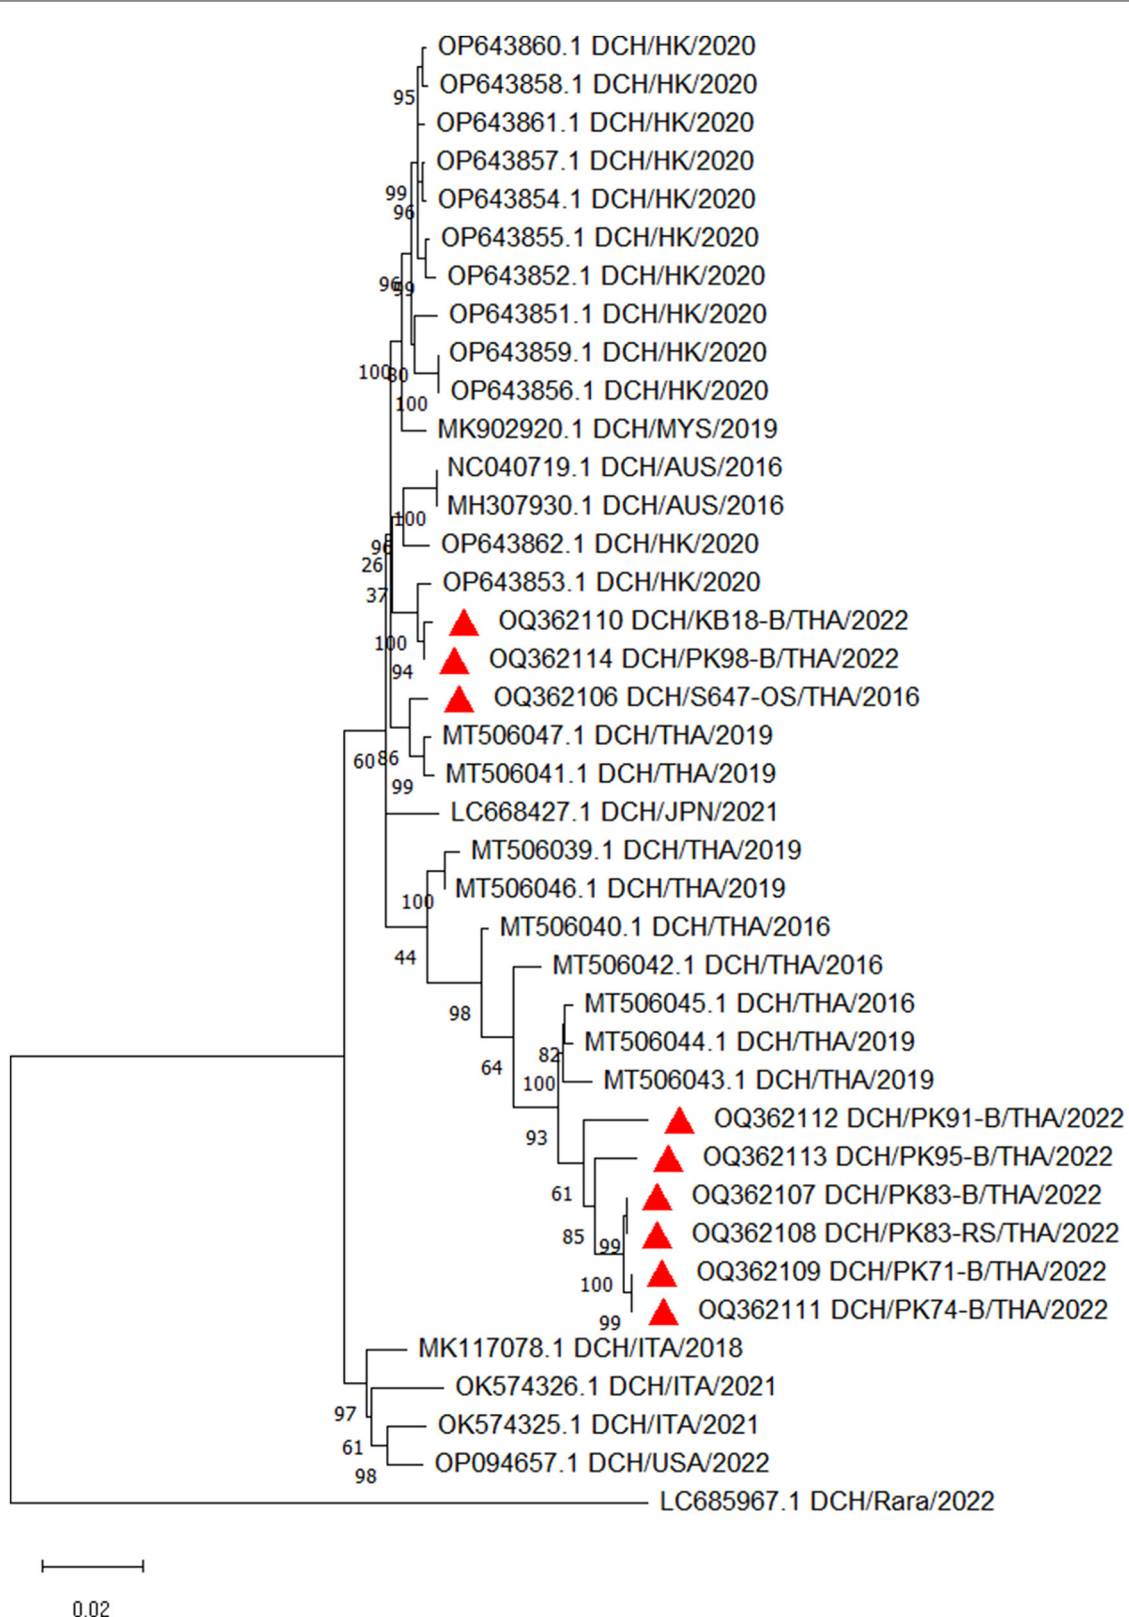 OP643860.1 DCH/HK/2020
OP643858.1 DCH/HK/2020
95
OP643861.1 DCH/HK/2020
OP643857.1 DCH/HK/2020
99
OP643854.1 DCH/HK/2020
96
OP643855.1 DCH/HK/2020
OP643852.1 DCH/HK/2020
96
99
OP643851.1 DCH/HK/2020
OP643859.1 DCH/HK/2020
100
80
OP643856.1 DCH/HK/2020
100
MK902920.1 DCH/MYS/2019
NC040719.1 DCH/AUS/2016
MH307930.1 DCH/AUS/2016
100
OP643862.1 DCH/HK/2020
96
26
OP643853.1 DCH/HK/2020
37
OQ362110 DCH/KB18-B/THA/2022
100
OQ362114 DCH/PK98-B/THA/2022
94
OQ362106 DCH/S647-OS/THA/2016
MT506047.1 DCH/THA/2019
60
86
MT506041.1 DCH/THA/2019
99
LC668427.1 DCH/JPN/2021
MT506039.1 DCH/THA/2019
MT506046.1 DCH/THA/2019
100
MT506040.1 DCH/THA/2016
44
MT506042.1 DCH/THA/2016
MT506045.1 DCH/THA/2016
98
MT506044.1 DCH/THA/2019
82
64
MT506043.1 DCH/THA/2019
100
OQ362112 DCH/PK91-B/THA/2022
93
OQ362113 DCH/PK95-B/THA/2022
61
OQ362107 DCH/PK83-B/THA/2022
OQ362108 DCH/PK83-RS/THA/2022
85
99
OQ362109 DCH/PK71-B/THA/2022
100
OQ362111 DCH/PK74-B/THA/2022
99
MK117078.1 DCH/ITA/2018
OK574326.1 DCH/ITA/2021
97
OK574325.1 DCH/ITA/2021
61
OP094657.1 DCH/USA/2022
98
LC685967.1 DCH/Rara/2022
0.02